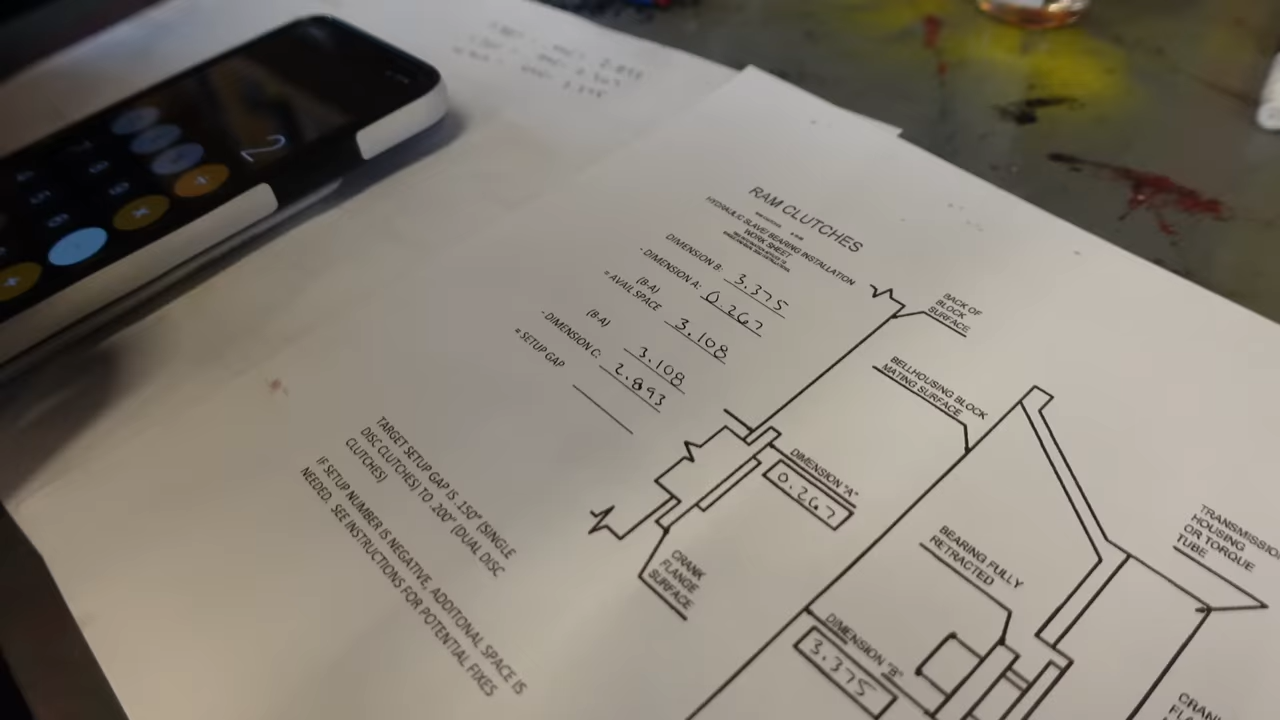 2
RAM CLUTCHES
HYDRAULIC SLAVE/ BEARING INSTALLATION
WORK SHEET
DIMENSION B: 3.375
- DIMENSION A: 0.267
(B-A)
= AVAIL SPACE 3.108
(B-A) 3.108
- DIMENSION C: 2.893
= SETUP GAP
TARGET SETUP GAP IS .150" (SINGLE
DISC CLUTCHES) TO .200" (DUAL DISC
CLUTCHES)
IF SETUP NUMBER IS NEGATIVE, ADDITONAL SPACE IS
NEEDED. SEE INSTRUCTIONS FOR POTENTIAL FIXES
BACK OF
BLOCK
SURFACE
BELLHOUSING BLOCK
MATING SURFACE
DIMENSION "A"
0.267
CRANK
FLANGE
SURFACE
BEARING FULLY
RETRACTED
TRANSMISSION
HOUSING
OR TORQUE
TUBE
DIMENSION "B"
3.375